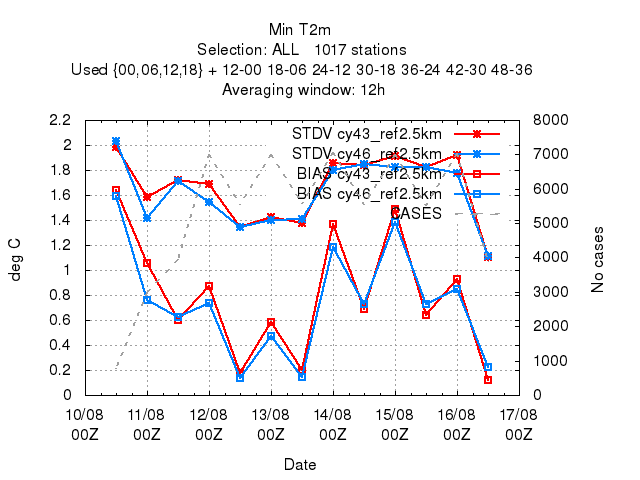 Min T2m
Selection: ALL   1017 stations
Used {00,06,12,18} + 12-00 18-06 24-12 30-18 36-24 42-30 48-36
Averaging window: 12h
STDV cy43_ref2.5km
STDV cy46_ref2.5km
BIAS cy43_ref2.5km
BIAS cy46_ref2.5km
CASES
deg C
2.2
2
1.8
1.6
1.4
1.2
1
0.8
0.6
0.4
0.2
0
No cases
8000
7000
6000
5000
4000
3000
2000
1000
0
10/08 11/08 12/08 13/08 14/08 15/08 16/08 17/08
00Z 00Z 00Z 00Z 00Z 00Z 00Z 00Z
Date